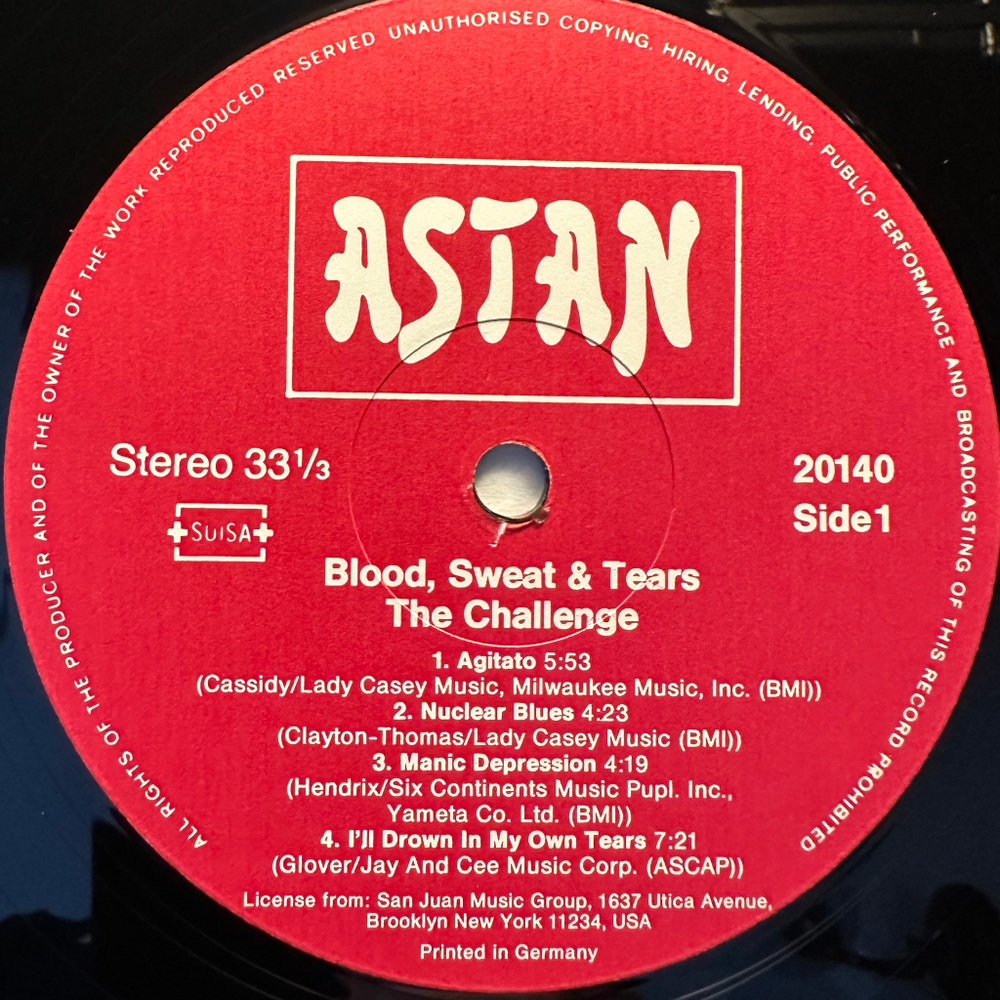 ALL RIGHTS OF THE PRODUCER AND OF THE OWNER OF THE WORK REPRODUCED RESERVED UNAUTHORISED COPYING, HIRING, LENDING, PUBLIC PERFORMANCE AND BROADCASTING OF THIS RECORD PROHIBITED
ASTAN
Stereo 33⅓
20140
SUISA
Side1
Blood, Sweat & Tears
The Challenge
1. Agitato 5:53
(Cassidy/Lady Casey Music, Milwaukee Music, Inc. (BMI))
2. Nuclear Blues 4:23
(Clayton-Thomas/Lady Casey Music (BMI))
3. Manic Depression 4:19
(Hendrix/Six Continents Music Pupl. Inc.,
Yameta Co. Ltd. (BMI))
4. I'll Drown In My Own Tears 7:21
(Glover/Jay And Cee Music Corp. (ASCAP))
License from: San Juan Music Group, 1637 Utica Avenue,
Brooklyn New York 11234, USA
Printed in Germany